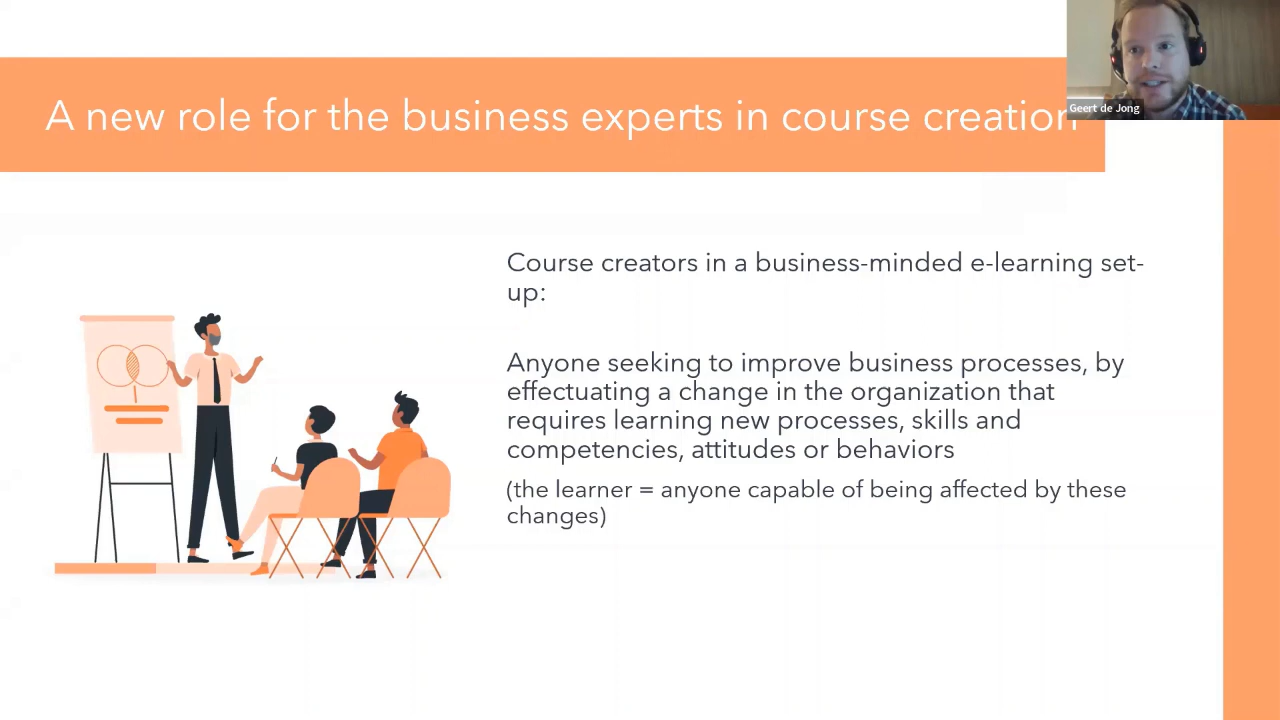 A new role for the business experts in course creation
Geert de Jong
Course creators in a business-minded e-learning set-
up:
Anyone seeking to improve business processes, by
effectuating a change in the organization that
requires learning new processes, skills and
competencies, attitudes or behaviors
(the learner = anyone capable of being affected by these
changes)